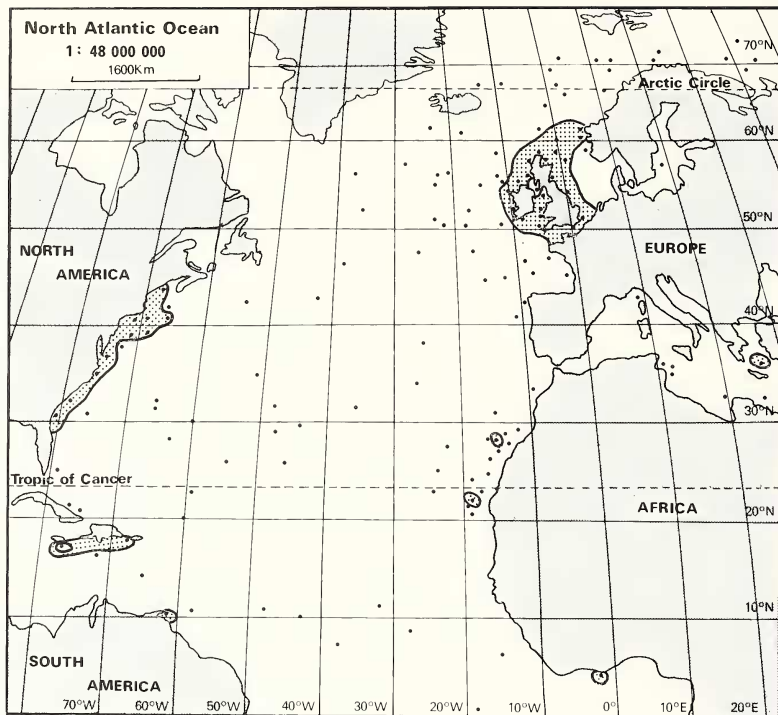 North Atlantic Ocean
1: 48 000 000
1600Km
70°N
Arctic Circle
60°N
50°N
NORTH
AMERICA
EUROPE
40°N
30°N
Tropic of Cancer
AFRICA
20°N
10°N
SOUTH
AMERICA
70°W 60°W 50°W 40°W 30°W 20°W 10°W 0° 10°E 20°E